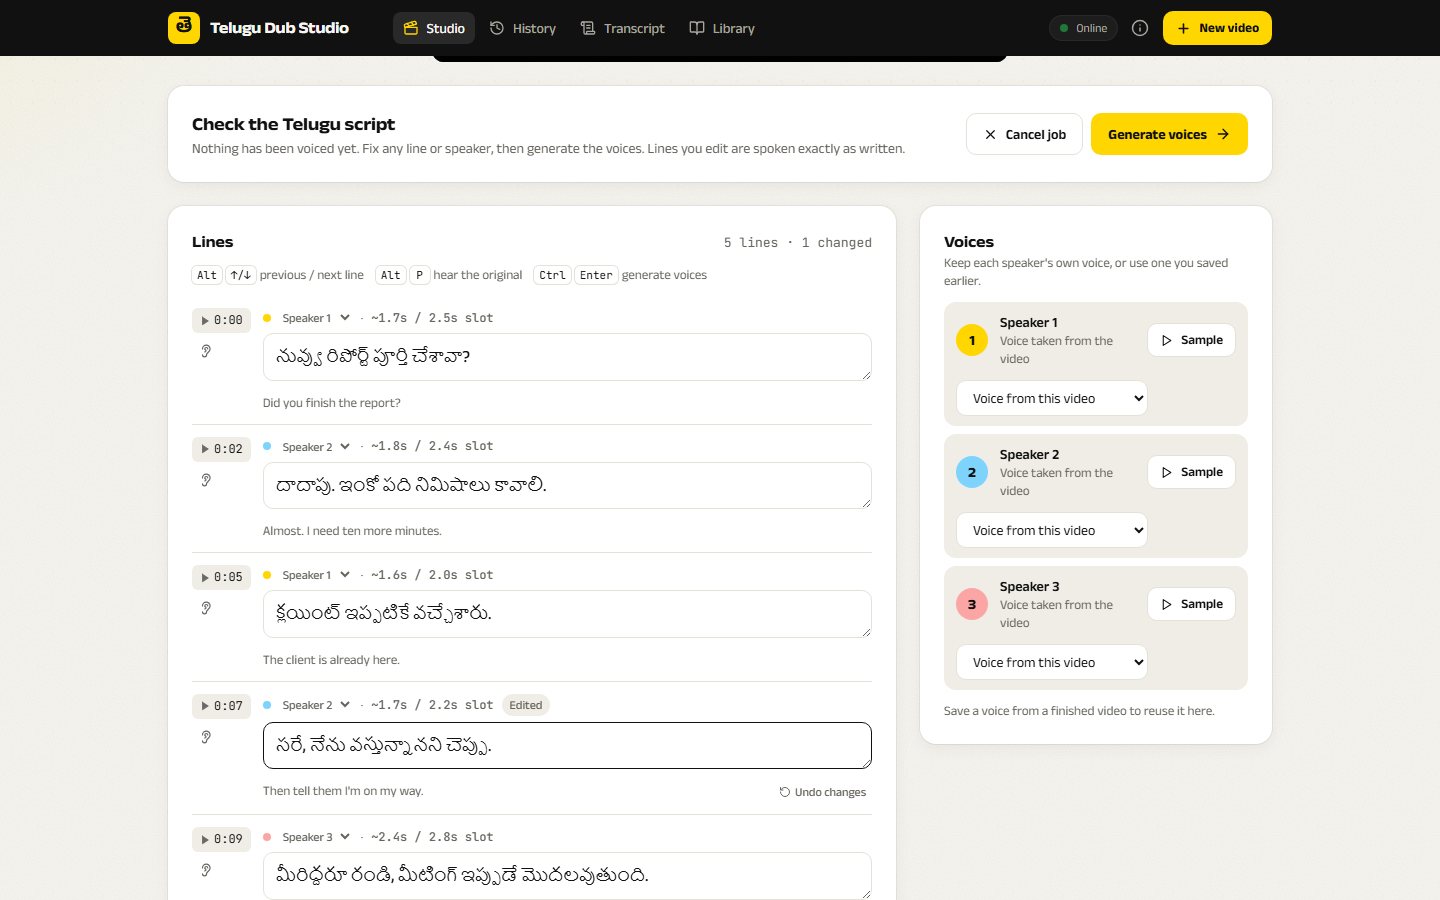 తె Telugu Dub Studio Studio History Transcript Library Online New video
Check the Telugu script
Nothing has been voiced yet. Fix any line or speaker, then generate the voices. Lines you edit are spoken exactly as written.
Cancel job Generate voices
Lines 5 lines · 1 changed
Alt ↑/↓ previous / next line Alt P hear the original Ctrl Enter generate voices
0:00 Speaker 1 · ~1.7s / 2.5s slot
నువ్వు రిపోర్ట్ పూర్తి చేశావా?
Did you finish the report?
0:02 Speaker 2 · ~1.8s / 2.4s slot
దాదాపు. ఇంకో పది నిమిషాలు కావాలి.
Almost. I need ten more minutes.
0:05 Speaker 1 · ~1.6s / 2.0s slot
క్లయింట్ ఇప్పటికే వచ్చేశారు.
The client is already here.
0:07 Speaker 2 · ~1.7s / 2.2s slot Edited
సరే, నేను వస్తున్నానని చెప్పు.
Then tell them I'm on my way. Undo changes
0:09 Speaker 3 · ~2.4s / 2.8s slot
మీరిద్దరూ రండి, మీటింగ్ ఇప్పుడే మొదలవుతుంది.
Voices
Keep each speaker's own voice, or use one you saved
earlier.
1 Speaker 1
Voice taken from the
video
Sample
Voice from this video
2 Speaker 2
Voice taken from the
video
Sample
Voice from this video
3 Speaker 3
Voice taken from the
video
Sample
Voice from this video
Save a voice from a finished video to reuse it here.